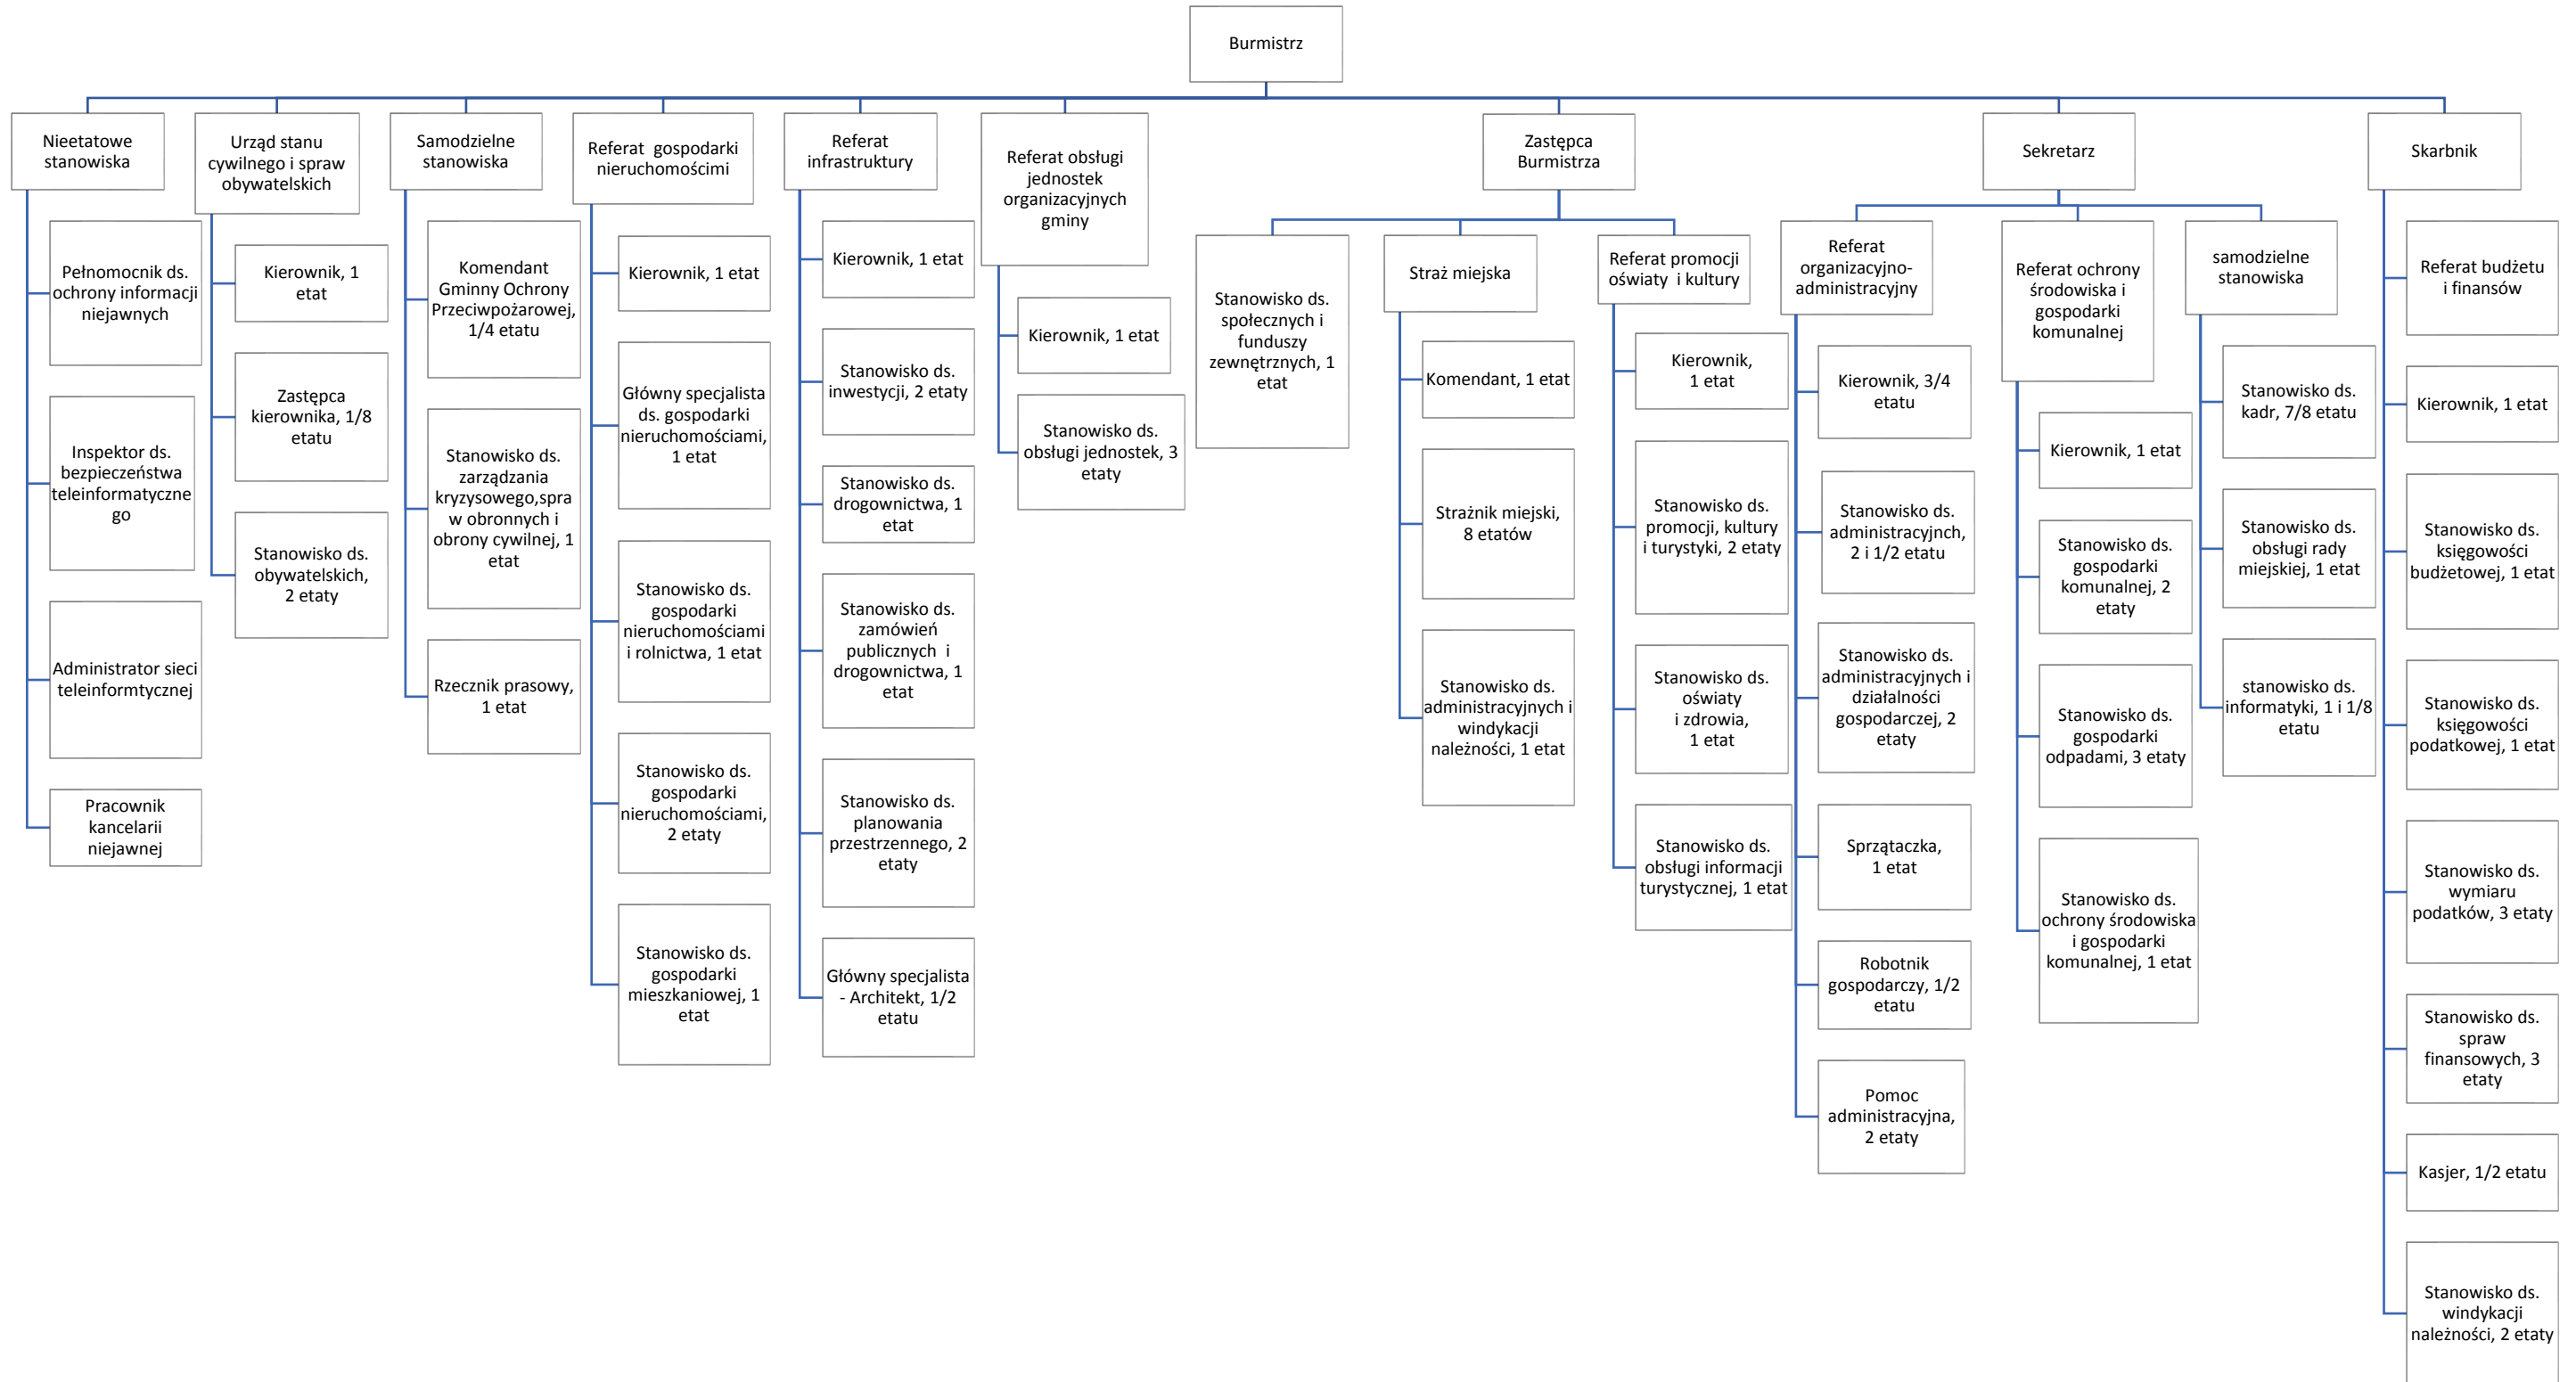 Burmistrz
Nieetatowe
stanowiska
Pełnomocnik ds.
ochrony informacji
niejawnych
Inspektor ds.
bezpieczeństwa
teleinformatyczne
go
Administrator sieci
teleinformtycznej
Pracownik
kancelarii
niejawnej
Urząd stanu
cywilnego i spraw
obywatelskich
Kierownik, 1
etat
Zastępca
kierownika, 1/8
etatu
Stanowisko ds.
obywatelskich,
2 etaty
Samodzielne
stanowiska
Komendant
Gminny Ochrony
Przeciwpożarowej,
1/4 etatu
Stanowisko ds.
zarządzania
kryzysowego,spra
w obronnych i
obrony cywilnej, 1
etat
Rzecznik prasowy,
1 etat
Referat gospodarki
nieruchomościmi
Kierownik, 1 etat
Główny specjalista
ds. gospodarki
nieruchomościami,
1 etat
Stanowisko ds.
gospodarki
nieruchomościami
i rolnictwa, 1 etat
Stanowisko ds.
gospodarki
nieruchomościami,
2 etaty
Stanowisko ds.
gospodarki
mieszkaniowej, 1
etat
Referat
infrastruktury
Kierownik, 1 etat
Stanowisko ds.
inwestycji, 2 etaty
Stanowisko ds.
drogownictwa, 1
etat
Stanowisko ds.
zamówień
publicznych i
drogownictwa, 1
etat
Stanowisko ds.
planowania
przestrzennego, 2
etaty
Główny specjalista
- Architekt, 1/2
etatu
Referat obsługi
jednostek
organizacyjnych
gminy
Kierownik, 1 etat
Stanowisko ds.
obsługi jednostek, 3
etaty
Zastępca
Burmistrza
Stanowisko ds.
społecznych i
funduszy
zewnętrznych, 1
etat
Straż miejska
Komendant, 1 etat
Strażnik miejski,
8 etatów
Stanowisko ds.
administracyjnych i
windykacji
należności, 1 etat
Referat promocji
oświaty i kultury
Kierownik,
1 etat
Stanowisko ds.
promocji, kultury
i turystyki, 2 etaty
Stanowisko ds.
oświaty
i zdrowia,
1 etat
Stanowisko ds.
obsługi informacji
turystycznej, 1 etat
Sekretarz
Referat
organizacyjno-
administracyjny
Kierownik, 3/4
etatu
Stanowisko ds.
administracyjnch,
2 i 1/2 etatu
Stanowisko ds.
administracyjnych i
działalności
gospodarczej, 2
etaty
Sprzątaczka,
1 etat
Robotnik
gospodarczy, 1/2
etatu
Pomoc
administracyjna,
2 etaty
Referat ochrony
środowiska i
gospodarki
komunalnej
Kierownik, 1 etat
Stanowisko ds.
gospodarki
komunalnej, 2
etaty
Stanowisko ds.
gospodarki
odpadami, 3 etaty
Stanowisko ds.
ochrony środowiska
i gospodarki
komunalnej, 1 etat
samodzielne
stanowiska
Stanowisko ds.
kadr, 7/8 etatu
Stanowisko ds.
obsługi rady
miejskiej, 1 etat
stanowisko ds.
informatyki, 1 i 1/8
etatu
Skarbnik
Referat budżetu
i finansów
Kierownik, 1 etat
Stanowisko ds.
księgowości
budżetowej, 1 etat
Stanowisko ds.
księgowości
podatkowej, 1 etat
Stanowisko ds.
wymiaru
podatków, 3 etaty
Stanowisko ds.
spraw
finansowych, 3
etaty
Kasjer, 1/2 etatu
Stanowisko ds.
windykacji
należności, 2 etaty